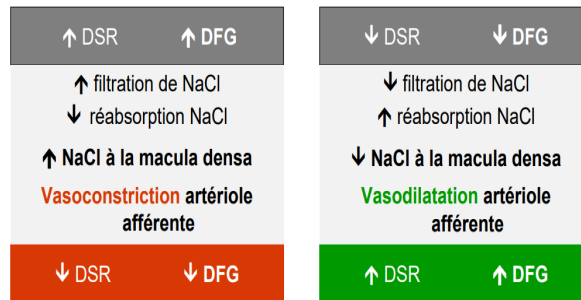 ↑ DSR ↑ DFG
↑ filtration de NaCl
↓ réabsorption NaCl
↑ NaCl à la macula densa
Vasoconstriction artériole
afférente
↓ DSR ↓ DFG
↓ DSR ↓ DFG
↓ filtration de NaCl
↑ réabsorption NaCl
↓ NaCl à la macula densa
Vasodilatation artériole
afférente
↑ DSR ↑ DFG